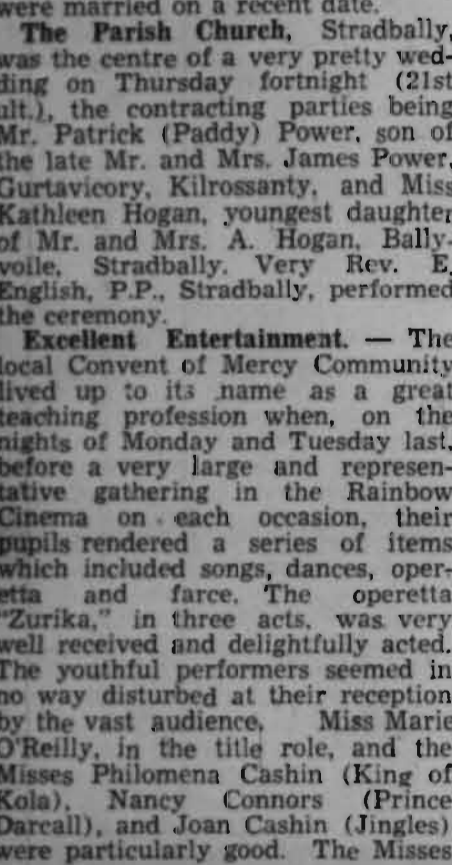 were married on a recent date.
The Parish Church, Stradbally,
was the centre of a very pretty wed-
ding on Thursday fortnight (21st
ult.), the contracting parties being
Mr. Patrick (Paddy) Power, son of
the late Mr. and Mrs. James Power,
Gurtavicory, Kilrossanty, and Miss
Kathleen Hogan, youngest daughter
of Mr. and Mrs. A. Hogan, Bally-
voile, Stradbally. Very Rev. E.
English, P.P., Stradbally, performed
the ceremony.
Excellent Entertainment. — The
local Convent of Mercy Community
lived up to its name as a great
teaching profession when, on the
nights of Monday and Tuesday last,
before a very large and represen-
tative gathering in the Rainbow
Cinema on each occasion, their
pupils rendered a series of items
which included songs, dances, oper-
etta and farce. The operetta
"Zurika," in three acts, was very
well received and delightfully acted.
The youthful performers seemed in
no way disturbed at their reception
by the vast audience. Miss Marie
O'Reilly, in the title role, and the
Misses Philomena Cashin (King of
Kola), Nancy Connors (Prince
Darcall), and Joan Cashin (Jingles)
were particularly good. The Misses